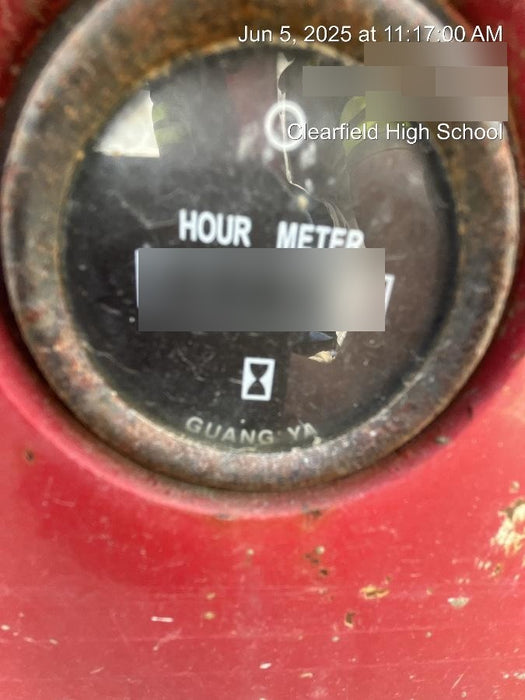 Jun 5, 2025 at 11:17:00 AM
Clearfield High School
HOUR METER
GUANG YA